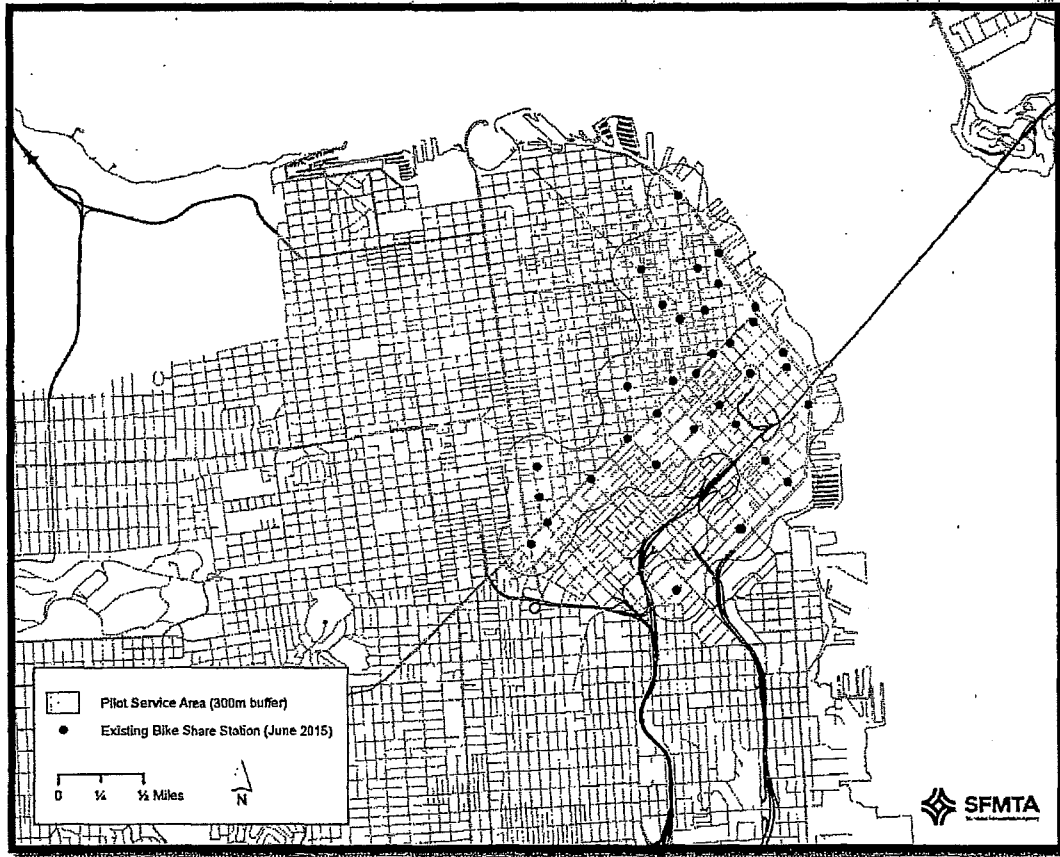 Pilot Service Area (300m buffer)
Existing Bike Share Station (June 2015)
0 ¼ ½ Miles
N
SFMTA